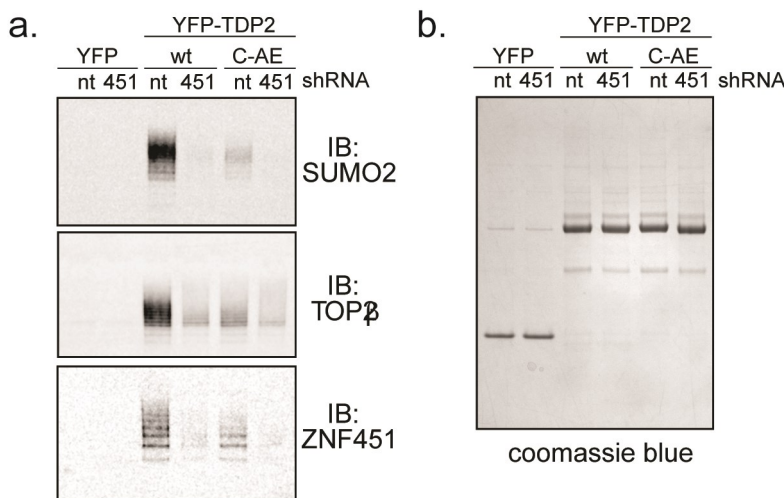 a.
YFP-TDP2
YFP wt C-AE
nt 451 nt 451 nt 451 shRNA
IB:
SUMO2
IB:
TOP2β
IB:
ZNF451
b.
YFP-TDP2
YFP wt C-AE
nt 451 nt 451 nt 451 shRNA
coomassie blue